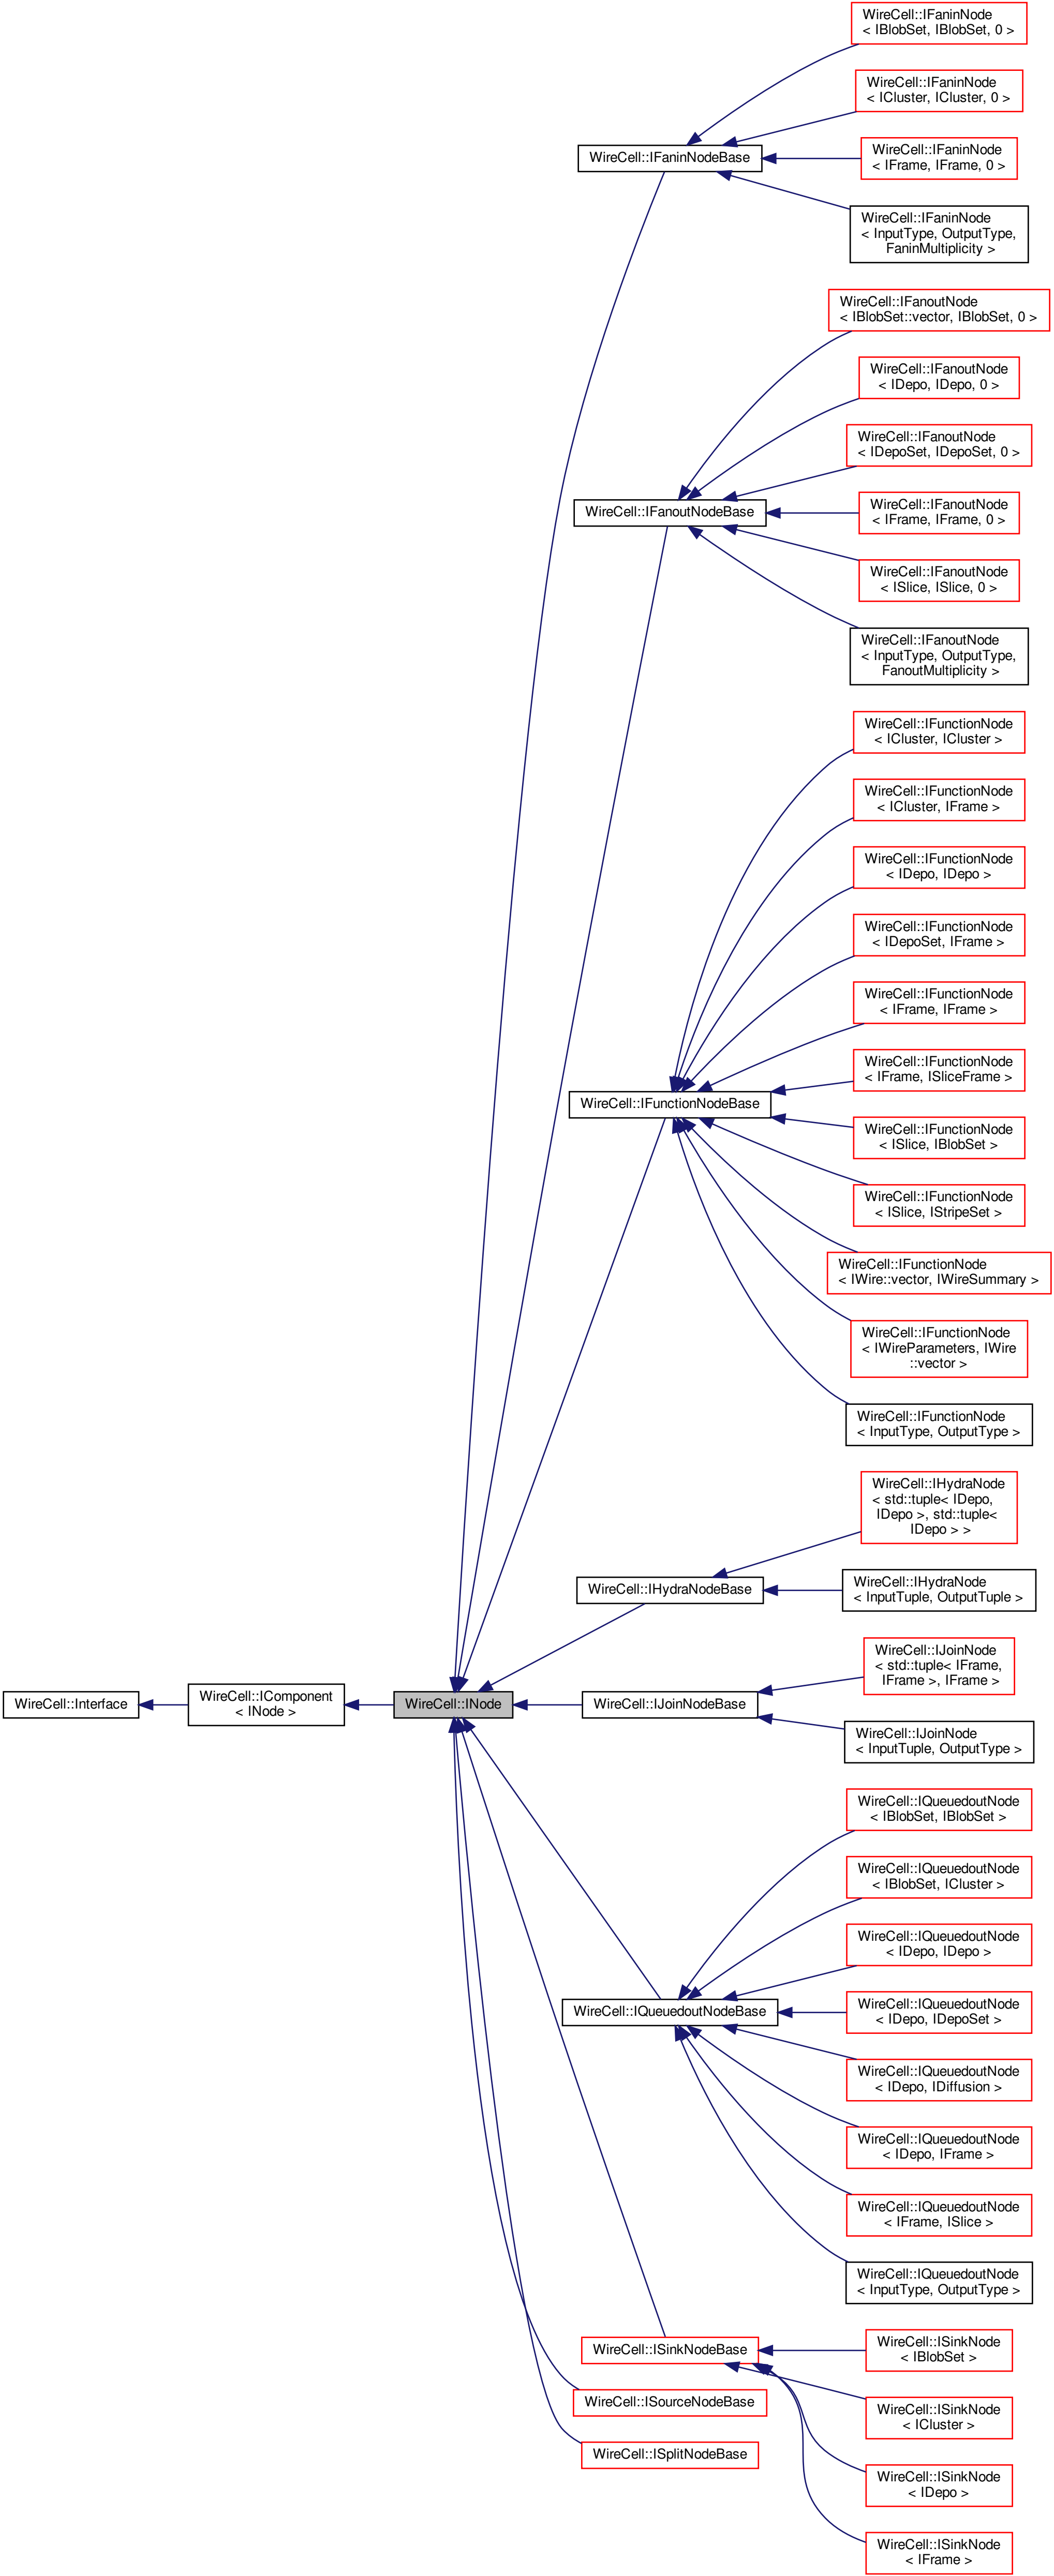 WireCell::IFaninNode
< IBlobSet, IBlobSet, 0 >
WireCell::IFaninNode
< ICluster, ICluster, 0 >
WireCell::IFaninNodeBase
WireCell::IFaninNode
< IFrame, IFrame, 0 >
WireCell::IFaninNode
< InputType, OutputType,
FaninMultiplicity >
WireCell::IFanoutNode
< IBlobSet::vector, IBlobSet, 0 >
WireCell::IFanoutNode
< IDepo, IDepo, 0 >
WireCell::IFanoutNode
< IDepoSet, IDepoSet, 0 >
WireCell::IFanoutNodeBase
WireCell::IFanoutNode
< IFrame, IFrame, 0 >
WireCell::IFanoutNode
< ISlice, ISlice, 0 >
WireCell::IFanoutNode
< InputType, OutputType,
FanoutMultiplicity >
WireCell::IFunctionNode
< ICluster, ICluster >
WireCell::IFunctionNode
< ICluster, IFrame >
WireCell::IFunctionNode
< IDepo, IDepo >
WireCell::IFunctionNode
< IDepoSet, IFrame >
WireCell::IFunctionNode
< IFrame, IFrame >
WireCell::IFunctionNode
< IFrame, ISliceFrame >
WireCell::IFunctionNodeBase
WireCell::IFunctionNode
< ISlice, IBlobSet >
WireCell::IFunctionNode
< ISlice, IStripeSet >
WireCell::IFunctionNode
< IWire::vector, IWireSummary >
WireCell::IFunctionNode
< IWireParameters, IWire
::vector >
WireCell::IFunctionNode
< InputType, OutputType >
WireCell::IHydraNode
< std::tuple< IDepo,
IDepo >, std::tuple<
IDepo > >
WireCell::IHydraNodeBase
WireCell::IHydraNode
< InputTuple, OutputTuple >
WireCell::IJoinNode
< std::tuple< IFrame,
IFrame >, IFrame >
WireCell::Interface
WireCell::IComponent
< INode >
WireCell::INode
WireCell::IJoinNodeBase
WireCell::IJoinNode
< InputTuple, OutputType >
WireCell::IQueuedoutNode
< IBlobSet, IBlobSet >
WireCell::IQueuedoutNode
< IBlobSet, ICluster >
WireCell::IQueuedoutNode
< IDepo, IDepo >
WireCell::IQueuedoutNodeBase
WireCell::IQueuedoutNode
< IDepo, IDepoSet >
WireCell::IQueuedoutNode
< IDepo, IDiffusion >
WireCell::IQueuedoutNode
< IDepo, IFrame >
WireCell::IQueuedoutNode
< IFrame, ISlice >
WireCell::IQueuedoutNode
< InputType, OutputType >
WireCell::ISinkNodeBase
WireCell::ISinkNode
< IBlobSet >
WireCell::ISourceNodeBase
WireCell::ISinkNode
< ICluster >
WireCell::ISplitNodeBase
WireCell::ISinkNode
< IDepo >
WireCell::ISinkNode
< IFrame >